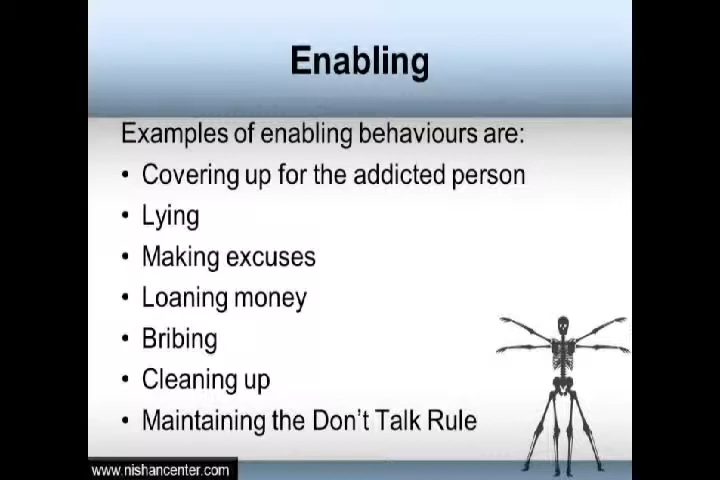 Enabling
Examples of enabling behaviours are:
• Covering up for the addicted person
• Lying
• Making excuses
• Loaning money
• Bribing
• Cleaning up
• Maintaining the Don't Talk Rule
www.nishancenter.com